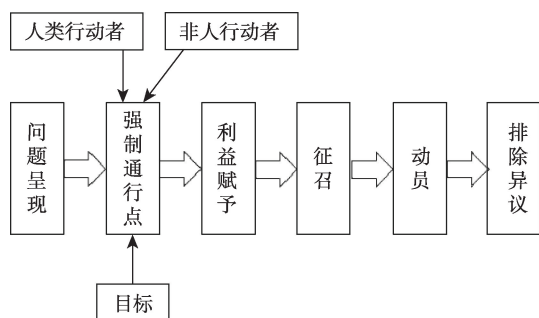 人类行动者
非人行动者
问题呈现
强制通行点
利益赋予
征召
动员
排除异议
目标